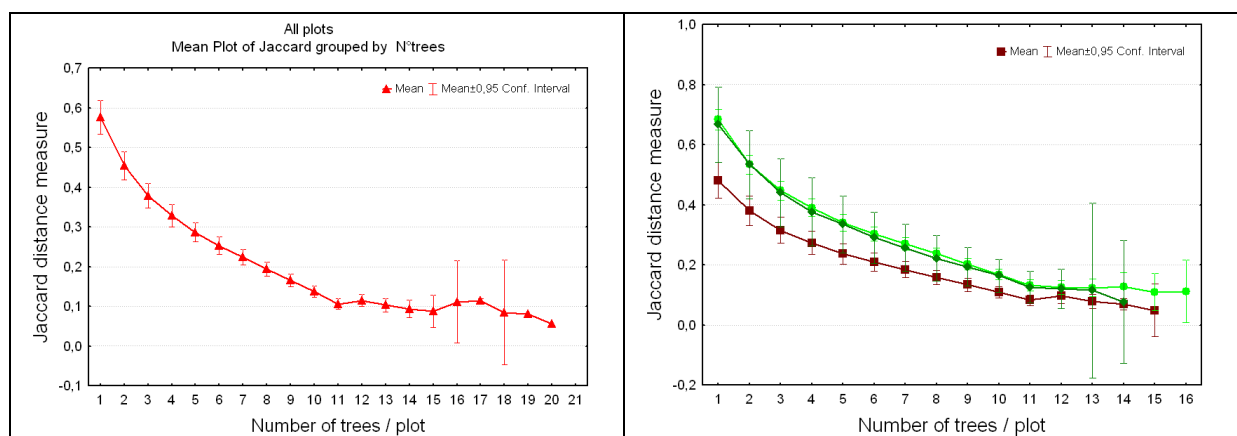 All plots
Mean Plot of Jaccard grouped by N°trees
0,7
0,6
0,5
0,4
0,3
0,2
0,1
0,0
-0,1
Jaccard distance measure
Mean Mean±0,95 Conf. Interval
1 2 3 4 5 6 7 8 9 10 11 12 13 14 15 16 17 18 19 20 21
Number of trees / plot
1,0
0,8
0,6
0,4
0,2
0,0
-0,2
Jaccard distance measure
Mean Mean±0,95 Conf. Interval
1 2 3 4 5 6 7 8 9 10 11 12 13 14 15 16
Number of trees / plot